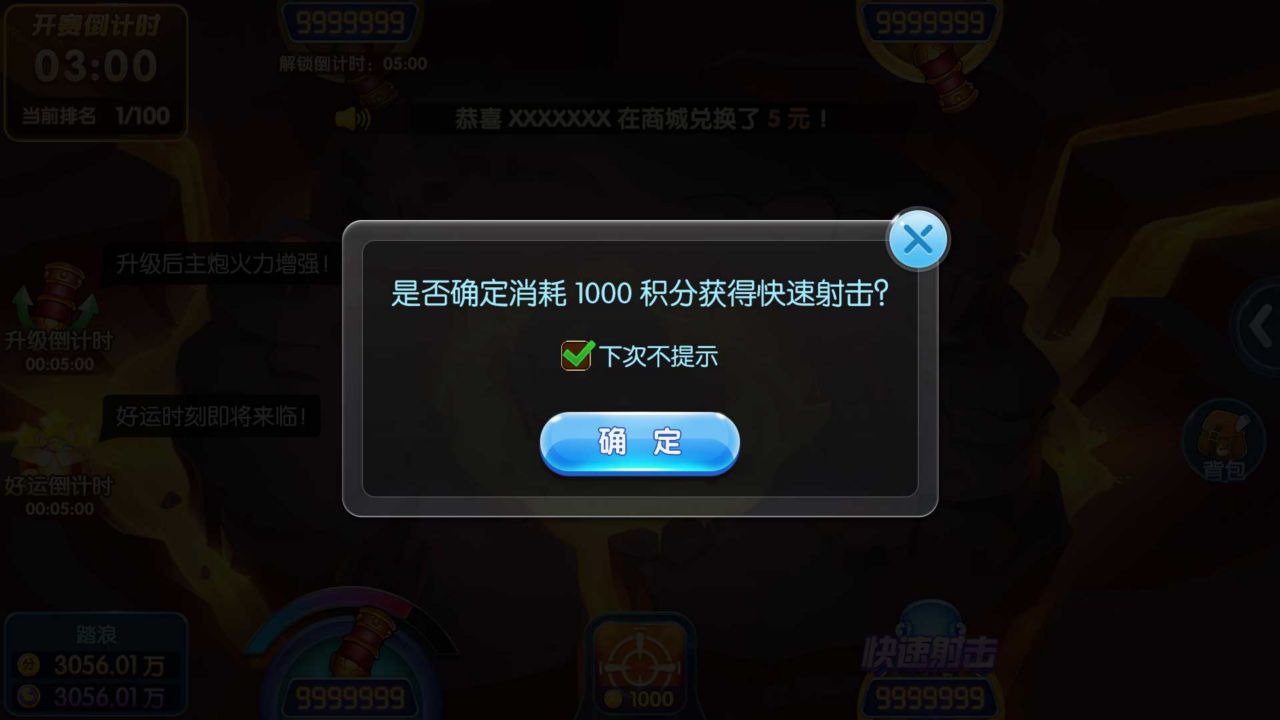 开赛倒计时
03:00
当前排名 1/100
9999999
解锁倒计时：05:00
9999999
恭喜 XXXXXXX 在商城兑换了 5 元！
升级后主炮火力增强！
升级倒计时
00:05:00
好运时刻即将来临！
好运倒计时
00:05:00
是否确定消耗 1000 积分获得快速射击？
下次不提示
确 定
背包
踏浪
分 3056.01 万
3056.01 万
9999999
1000
快速射击
9999999